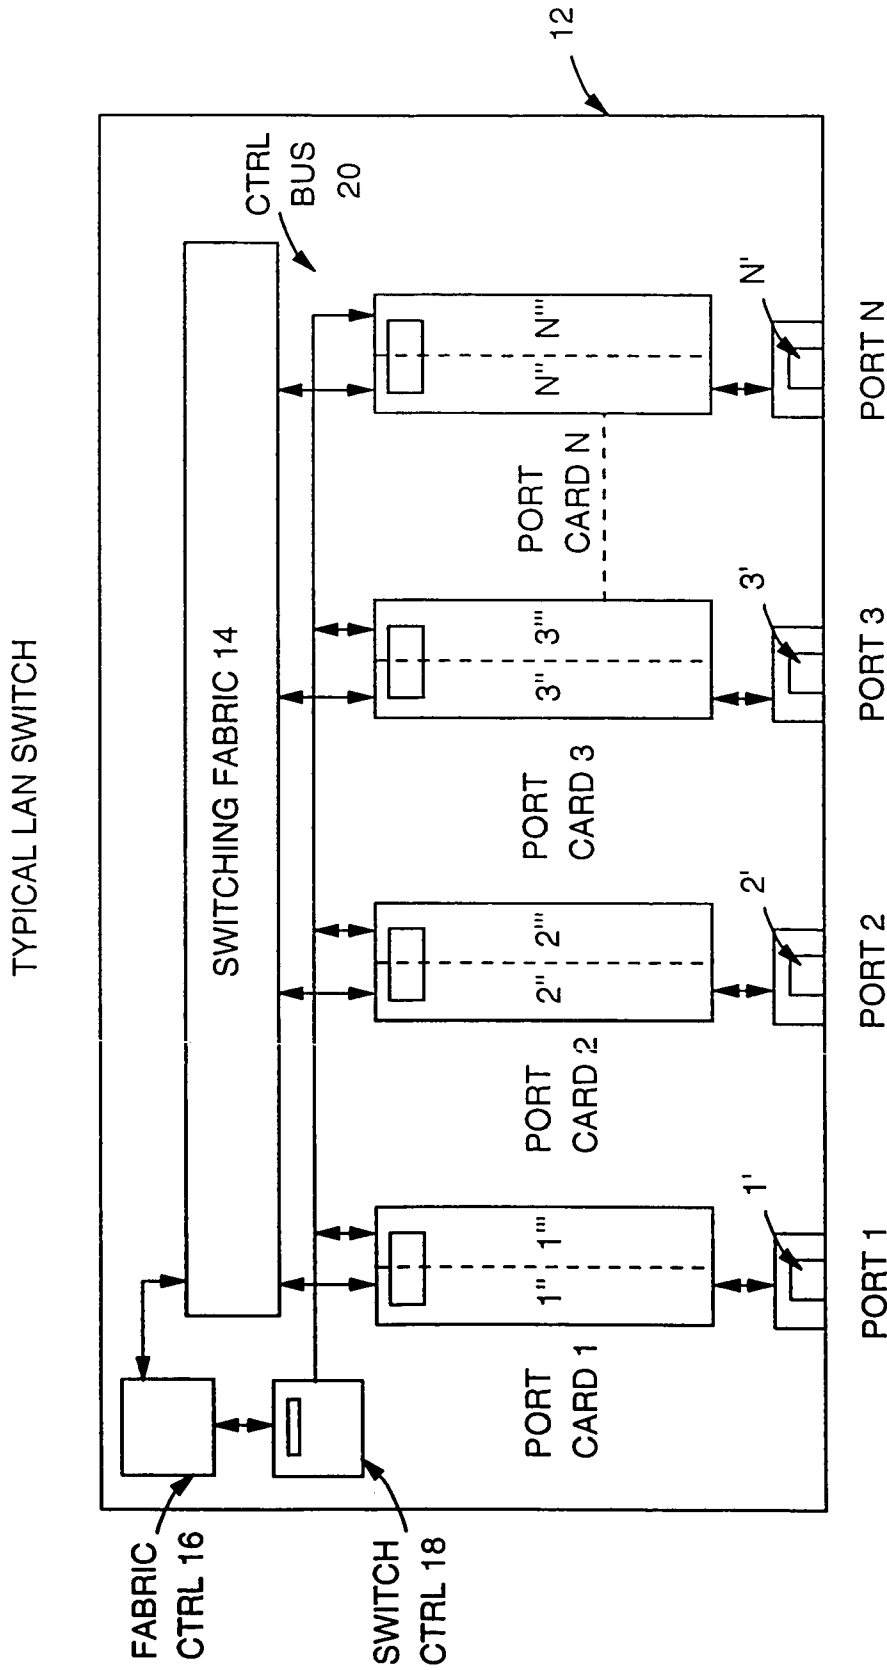 TYPICAL LAN SWITCH
12
FABRIC
CTRL 16
SWITCHING FABRIC 14
CTRL
BUS
20
SWITCH
CTRL 18
PORT
CARD 1
1" 1'''
PORT
CARD 2
2" 2'''
PORT
CARD 3
3" 3'''
PORT
CARD N
N" N'''
1'
2'
3'
N'
PORT 1
PORT 2
PORT 3
PORT N